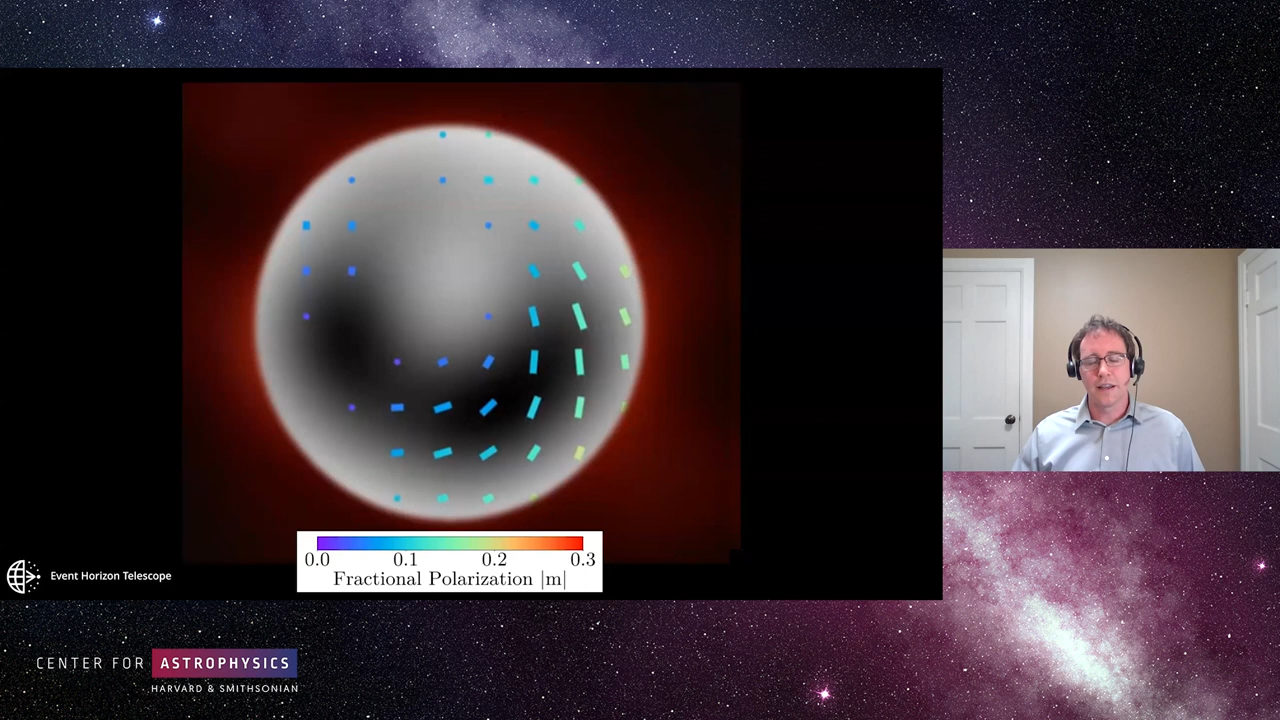 0.0 0.1 0.2 0.3
Fractional Polarization |m|
Event Horizon Telescope
CENTER FOR ASTROPHYSICS
HARVARD & SMITHSONIAN